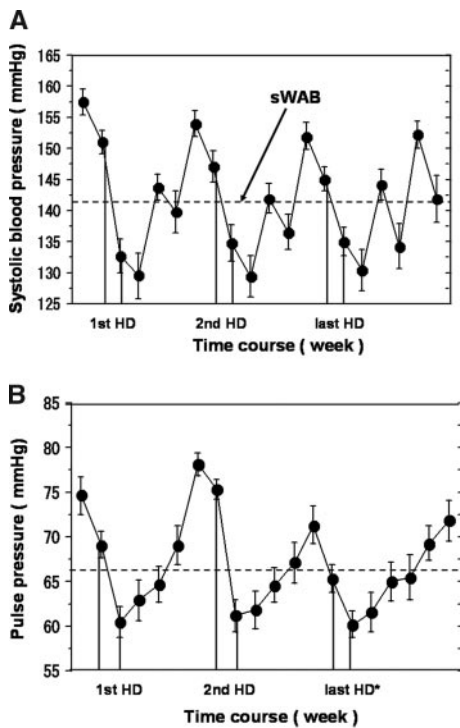 A
165
160
155
150
145
140
135
130
125
Systolic blood pressure ( mmHg)
sWAB
1st HD 2nd HD last HD
Time course ( week )
B
85
80
75
70
65
60
55
Pulse pressure ( mmHg)
1st HD 2nd HD last HD*
Time course ( week )